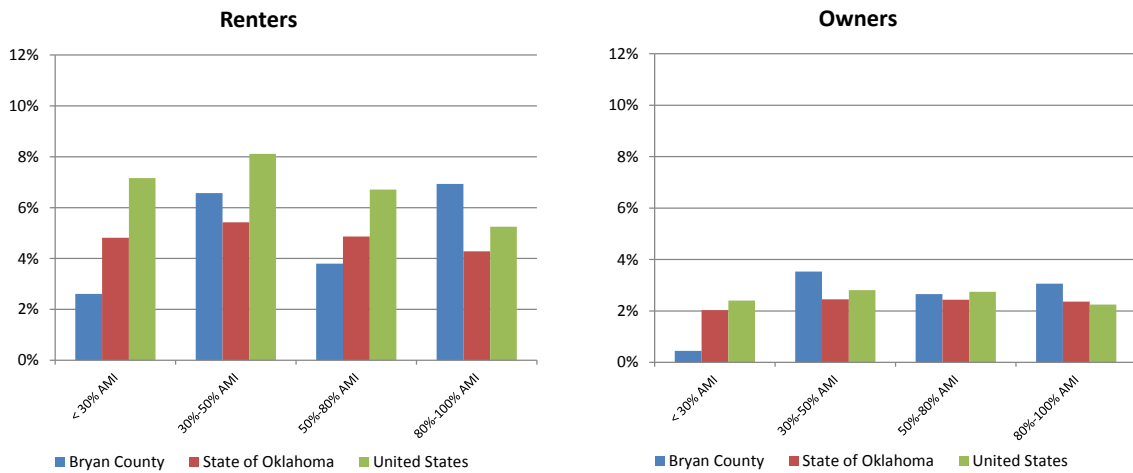 Renters
12%
10%
8%
6%
4%
2%
0%
< 30% AMI
30%-50% AMI
50%-80% AMI
80%-100% AMI
Bryan County State of Oklahoma United States
Owners
12%
10%
8%
6%
4%
2%
0%
< 30% AMI
30%-50% AMI
50%-80% AMI
80%-100% AMI
Bryan County State of Oklahoma United States